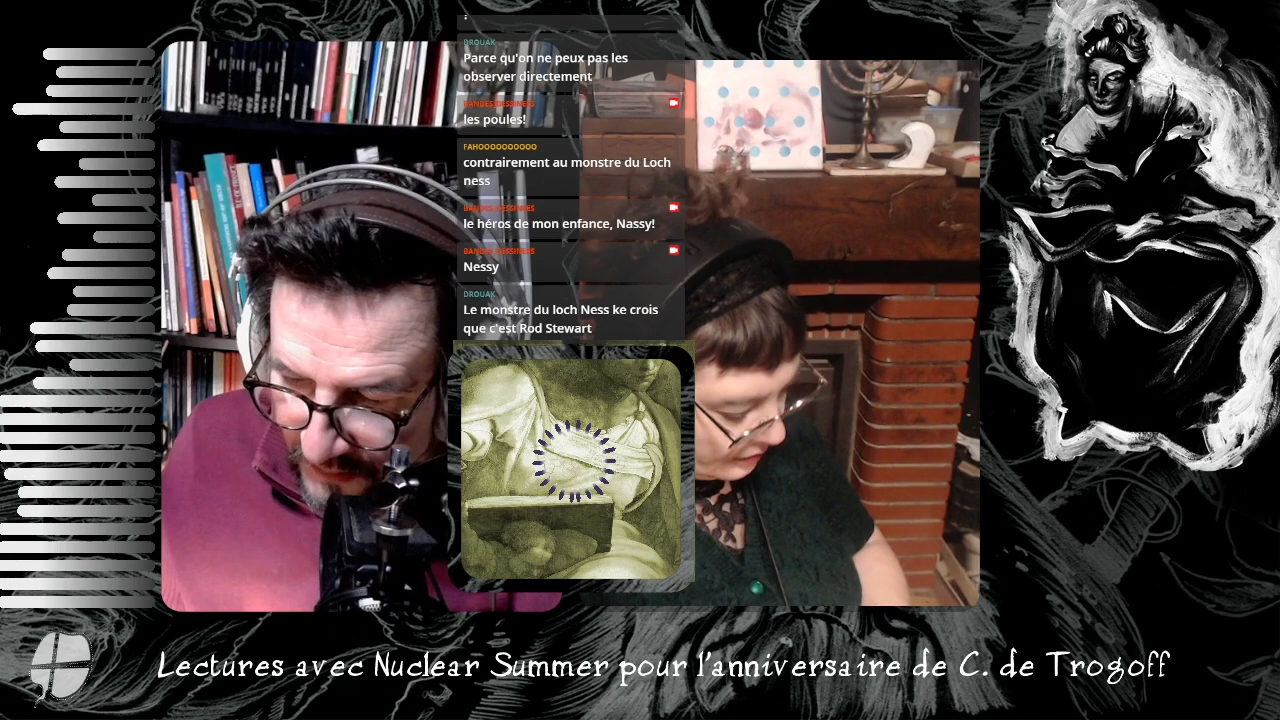 DROUAK
Parce qu'on ne peux pas les
observer directement
les poules!
FAHOOOOOOOOOO
contrairement au monstre du Loch
ness
le héros de mon enfance, Nassy!
Nessy
DROUAK
Le monstre du loch Ness ke crois
que c'est Rod Stewart
Lectures avec Nuclear Summer pour l'anniversaire de C. de Trogoff